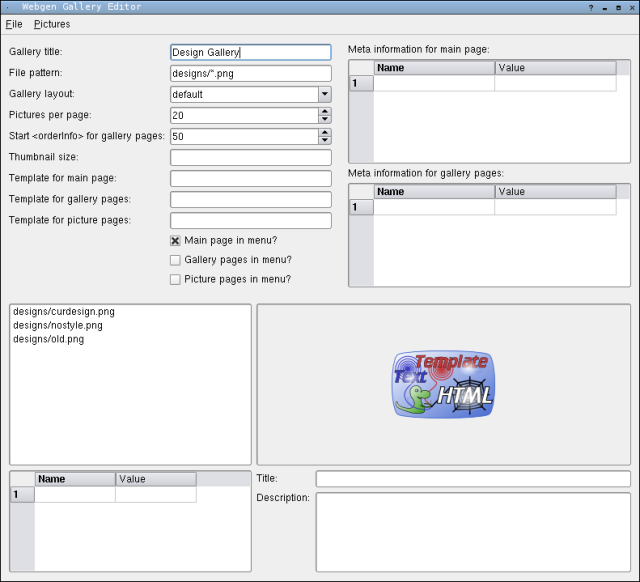 Webgen Gallery Editor
File Pictures
Gallery title: Design Gallery
File pattern: designs/*.png
Gallery layout: default
Pictures per page: 20
Start <orderInfo> for gallery pages: 50
Thumbnail size:
Template for main page:
Template for gallery pages:
Template for picture pages:
Main page in menu?
Gallery pages in menu?
Picture pages in menu?
Meta information for main page:
Name Value
1
Meta information for gallery pages:
Name Value
1
designs/curdesign.png
designs/nostyle.png
designs/old.png
Template
Text
HTML
Name Value
1
Title:
Description: